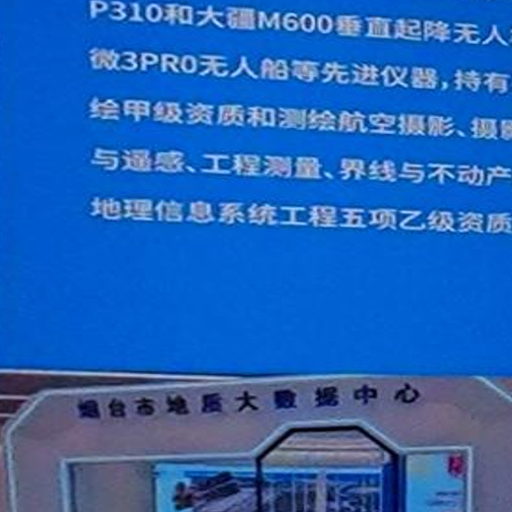 P310和大疆M600垂直起降无人
微3PRO无人船等先进仪器,持有
绘甲级资质和测绘航空摄影、摄影
与遥感、工程测量、界线与不动产
地理信息系统工程五项乙级资质
烟台市地质大数据中心